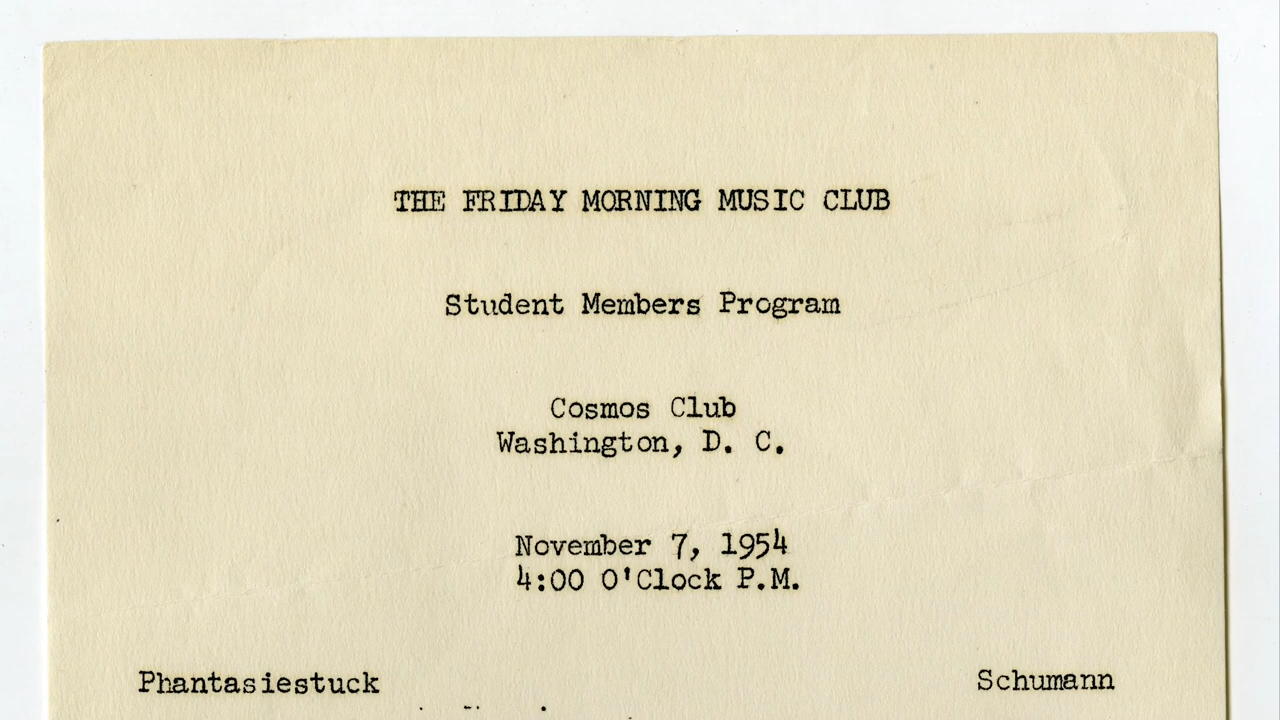 THE FRIDAY MORNING MUSIC CLUB
Student Members Program
Cosmos Club
Washington, D. C.
November 7, 1954
4:00 O'Clock P.M.
Phantasiestuck Schumann